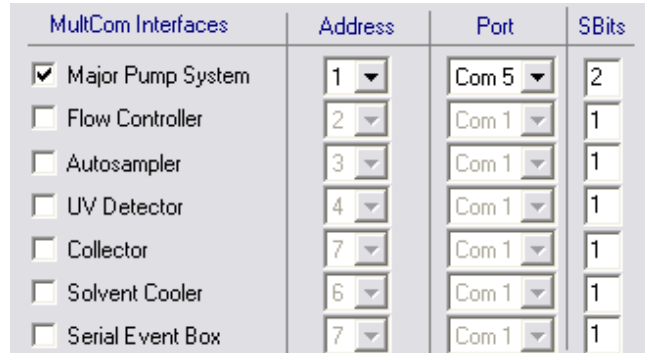 MultCom Interfaces Address Port SBits
Major Pump System 1 Com 5 2
Flow Controller 2 Com 1 1
Autosampler 3 Com 1 1
UV Detector 4 Com 1 1
Collector 7 Com 1 1
Solvent Cooler 6 Com 1 1
Serial Event Box 7 Com 1 1